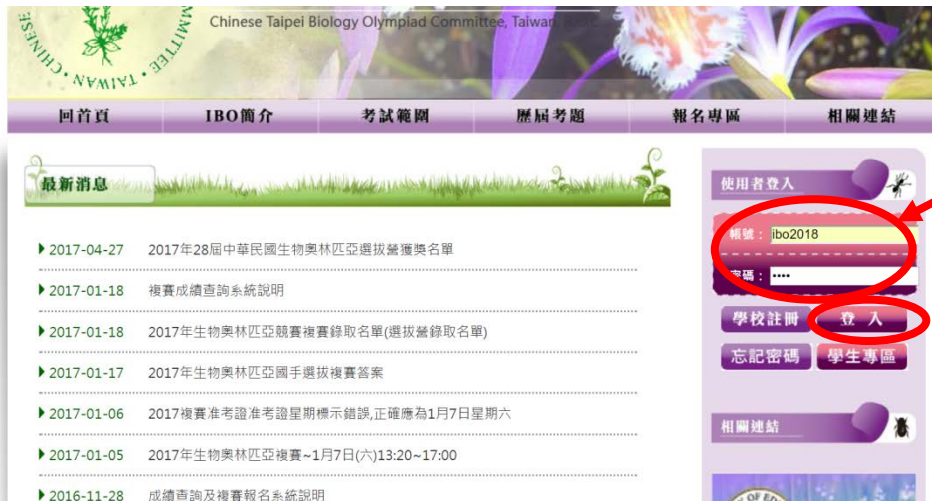 Chinese Taipei Biology Olympiad Committee, Taiwan
CHINESE
MMITTEE
TAIWAN
回首頁 IBO簡介 考試範圍 歷屆考題 報名專區 相關連結
最新消息
2017-04-27 2017年28屆中華民國生物奧林匹亞選拔營獲獎名單
2017-01-18 複賽成績查詢系統說明
2017-01-18 2017年生物奧林匹亞競賽複賽錄取名單(選拔營錄取名單)
2017-01-17 2017年生物奧林匹亞國手選拔複賽答案
2017-01-06 2017複賽准考證准考證星期標示錯誤,正確應為1月7日星期六
2017-01-05 2017年生物奧林匹亞複賽~1月7日(六)13:20~17:00
2016-11-28 成績查詢及複賽報名系統說明
使用者登入
帳號： ibo2018
密碼： ••••
學校註冊 登 入
忘記密碼 學生專區
相關連結